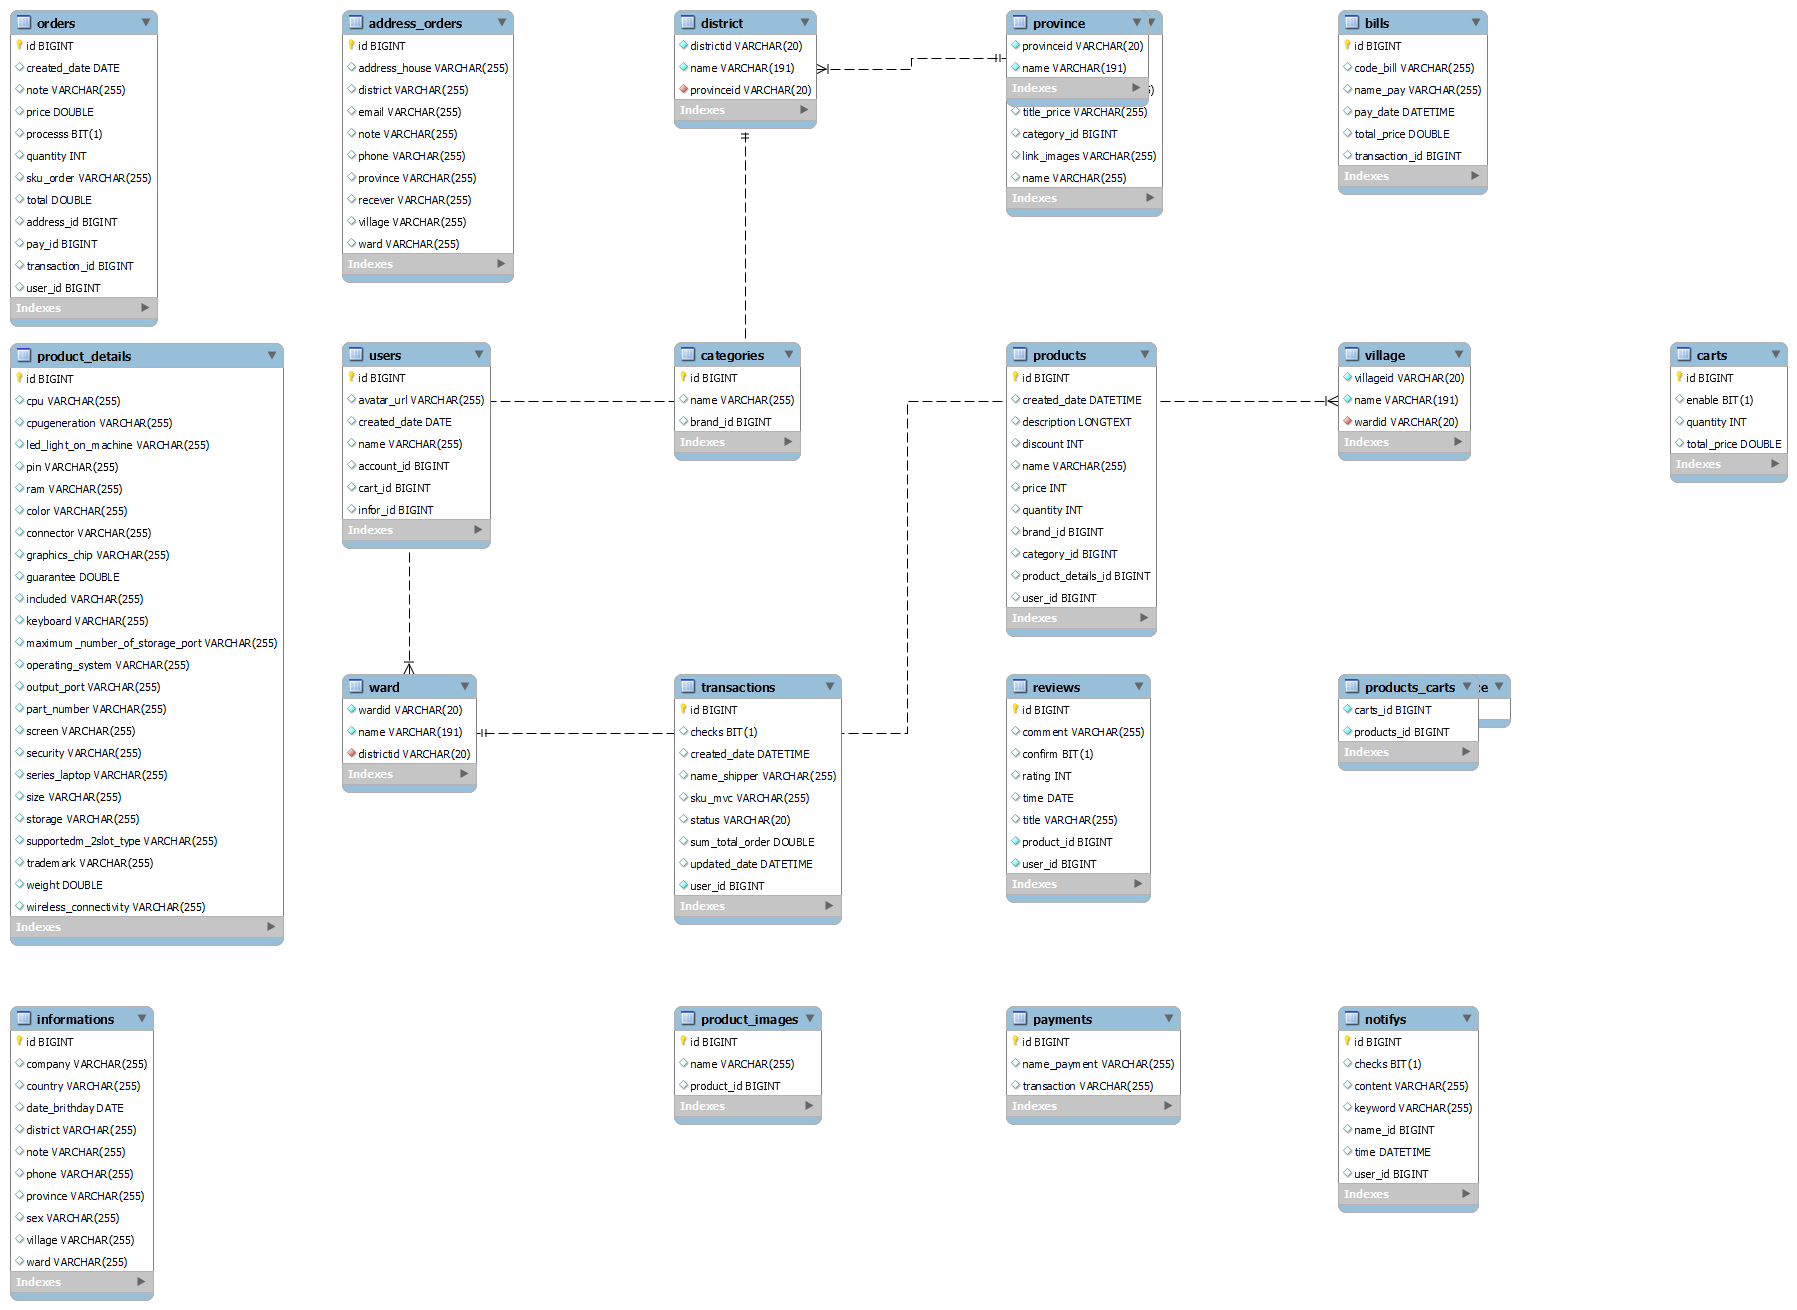 orders
id BIGINT
created_date DATE
note VARCHAR(255)
price DOUBLE
processs BIT(1)
quantity INT
sku_order VARCHAR(255)
total DOUBLE
address_id BIGINT
pay_id BIGINT
transaction_id BIGINT
user_id BIGINT
Indexes
address_orders
id BIGINT
address_house VARCHAR(255)
district VARCHAR(255)
email VARCHAR(255)
note VARCHAR(255)
phone VARCHAR(255)
province VARCHAR(255)
recever VARCHAR(255)
village VARCHAR(255)
ward VARCHAR(255)
Indexes
district
districtid VARCHAR(20)
name VARCHAR(191)
provinceid VARCHAR(20)
Indexes
province
provinceid VARCHAR(20)
name VARCHAR(191)
Indexes
title_price VARCHAR(255)
category_id BIGINT
link_images VARCHAR(255)
name VARCHAR(255)
Indexes
bills
id BIGINT
code_bill VARCHAR(255)
name_pay VARCHAR(255)
pay_date DATETIME
total_price DOUBLE
transaction_id BIGINT
Indexes
product_details
id BIGINT
cpu VARCHAR(255)
cpugeneration VARCHAR(255)
led_light_on_machine VARCHAR(255)
pin VARCHAR(255)
ram VARCHAR(255)
color VARCHAR(255)
connector VARCHAR(255)
graphics_chip VARCHAR(255)
guarantee DOUBLE
included VARCHAR(255)
keyboard VARCHAR(255)
maximum_number_of_storage_port VARCHAR(255)
operating_system VARCHAR(255)
output_port VARCHAR(255)
part_number VARCHAR(255)
screen VARCHAR(255)
security VARCHAR(255)
series_laptop VARCHAR(255)
size VARCHAR(255)
storage VARCHAR(255)
supportedm_2slot_type VARCHAR(255)
trademark VARCHAR(255)
weight DOUBLE
wireless_connectivity VARCHAR(255)
Indexes
users
id BIGINT
avatar_url VARCHAR(255)
created_date DATE
name VARCHAR(255)
account_id BIGINT
cart_id BIGINT
infor_id BIGINT
Indexes
categories
id BIGINT
name VARCHAR(255)
brand_id BIGINT
Indexes
products
id BIGINT
created_date DATETIME
description LONGTEXT
discount INT
name VARCHAR(255)
price INT
quantity INT
brand_id BIGINT
category_id BIGINT
product_details_id BIGINT
user_id BIGINT
Indexes
village
villageid VARCHAR(20)
name VARCHAR(191)
wardid VARCHAR(20)
Indexes
carts
id BIGINT
enable BIT(1)
quantity INT
total_price DOUBLE
Indexes
ward
wardid VARCHAR(20)
name VARCHAR(191)
districtid VARCHAR(20)
Indexes
transactions
id BIGINT
checks BIT(1)
created_date DATETIME
name_shipper VARCHAR(255)
sku_mvc VARCHAR(255)
status VARCHAR(20)
sum_total_order DOUBLE
updated_date DATETIME
user_id BIGINT
Indexes
reviews
id BIGINT
comment VARCHAR(255)
confirm BIT(1)
rating INT
time DATE
title VARCHAR(255)
product_id BIGINT
user_id BIGINT
Indexes
products_carts
carts_id BIGINT
products_id BIGINT
Indexes
informations
id BIGINT
company VARCHAR(255)
country VARCHAR(255)
date_brithday DATE
district VARCHAR(255)
note VARCHAR(255)
phone VARCHAR(255)
province VARCHAR(255)
sex VARCHAR(255)
village VARCHAR(255)
ward VARCHAR(255)
Indexes
product_images
id BIGINT
name VARCHAR(255)
product_id BIGINT
Indexes
payments
id BIGINT
name_payment VARCHAR(255)
transaction VARCHAR(255)
Indexes
notifys
id BIGINT
checks BIT(1)
content VARCHAR(255)
keyword VARCHAR(255)
name_id BIGINT
time DATETIME
user_id BIGINT
Indexes